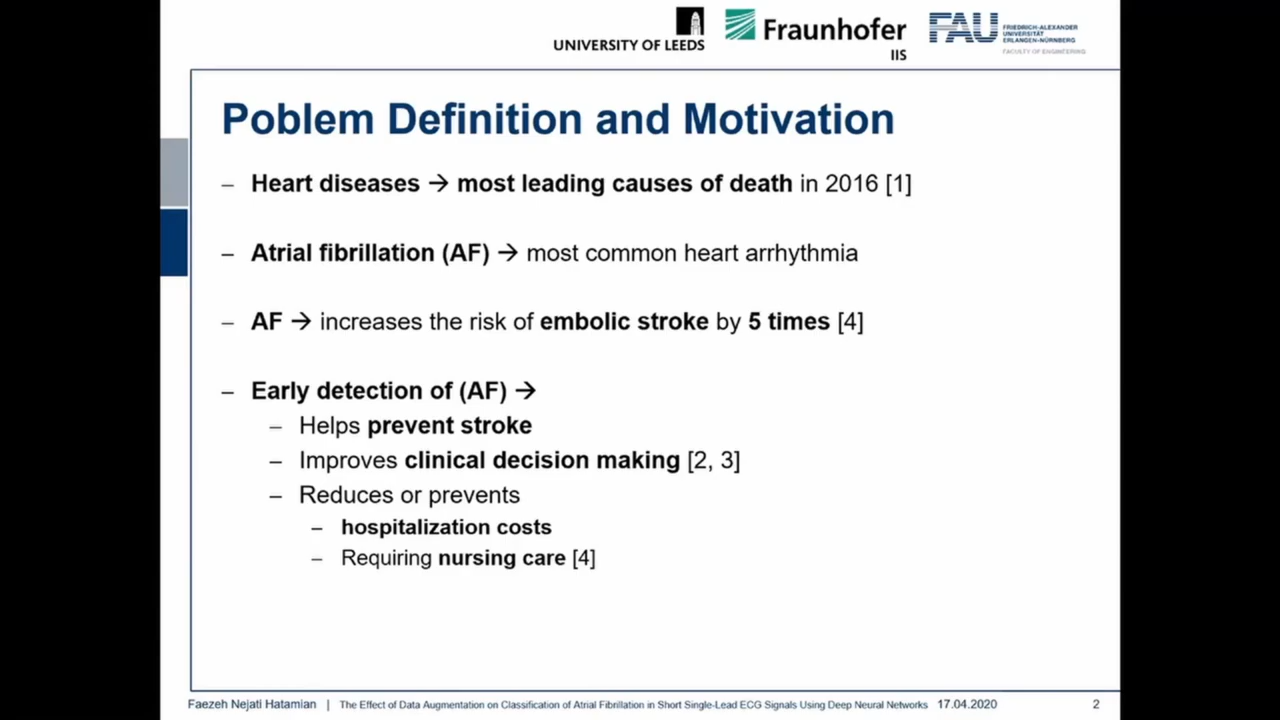 UNIVERSITY OF LEEDS
Fraunhofer
IIS
FAU
FRIEDRICH-ALEXANDER
UNIVERSITÄT
ERLANGEN-NÜRNBERG
FACULTY OF ENGINEERING
Poblem Definition and Motivation
– Heart diseases → most leading causes of death in 2016 [1]
– Atrial fibrillation (AF) → most common heart arrhythmia
– AF → increases the risk of embolic stroke by 5 times [4]
– Early detection of (AF) →
– Helps prevent stroke
– Improves clinical decision making [2, 3]
– Reduces or prevents
– hospitalization costs
– Requiring nursing care [4]
Faezeh Nejati Hatamian | The Effect of Data Augmentation on Classification of Atrial Fibrillation in Short Single-Lead ECG Signals Using Deep Neural Networks 17.04.2020 2